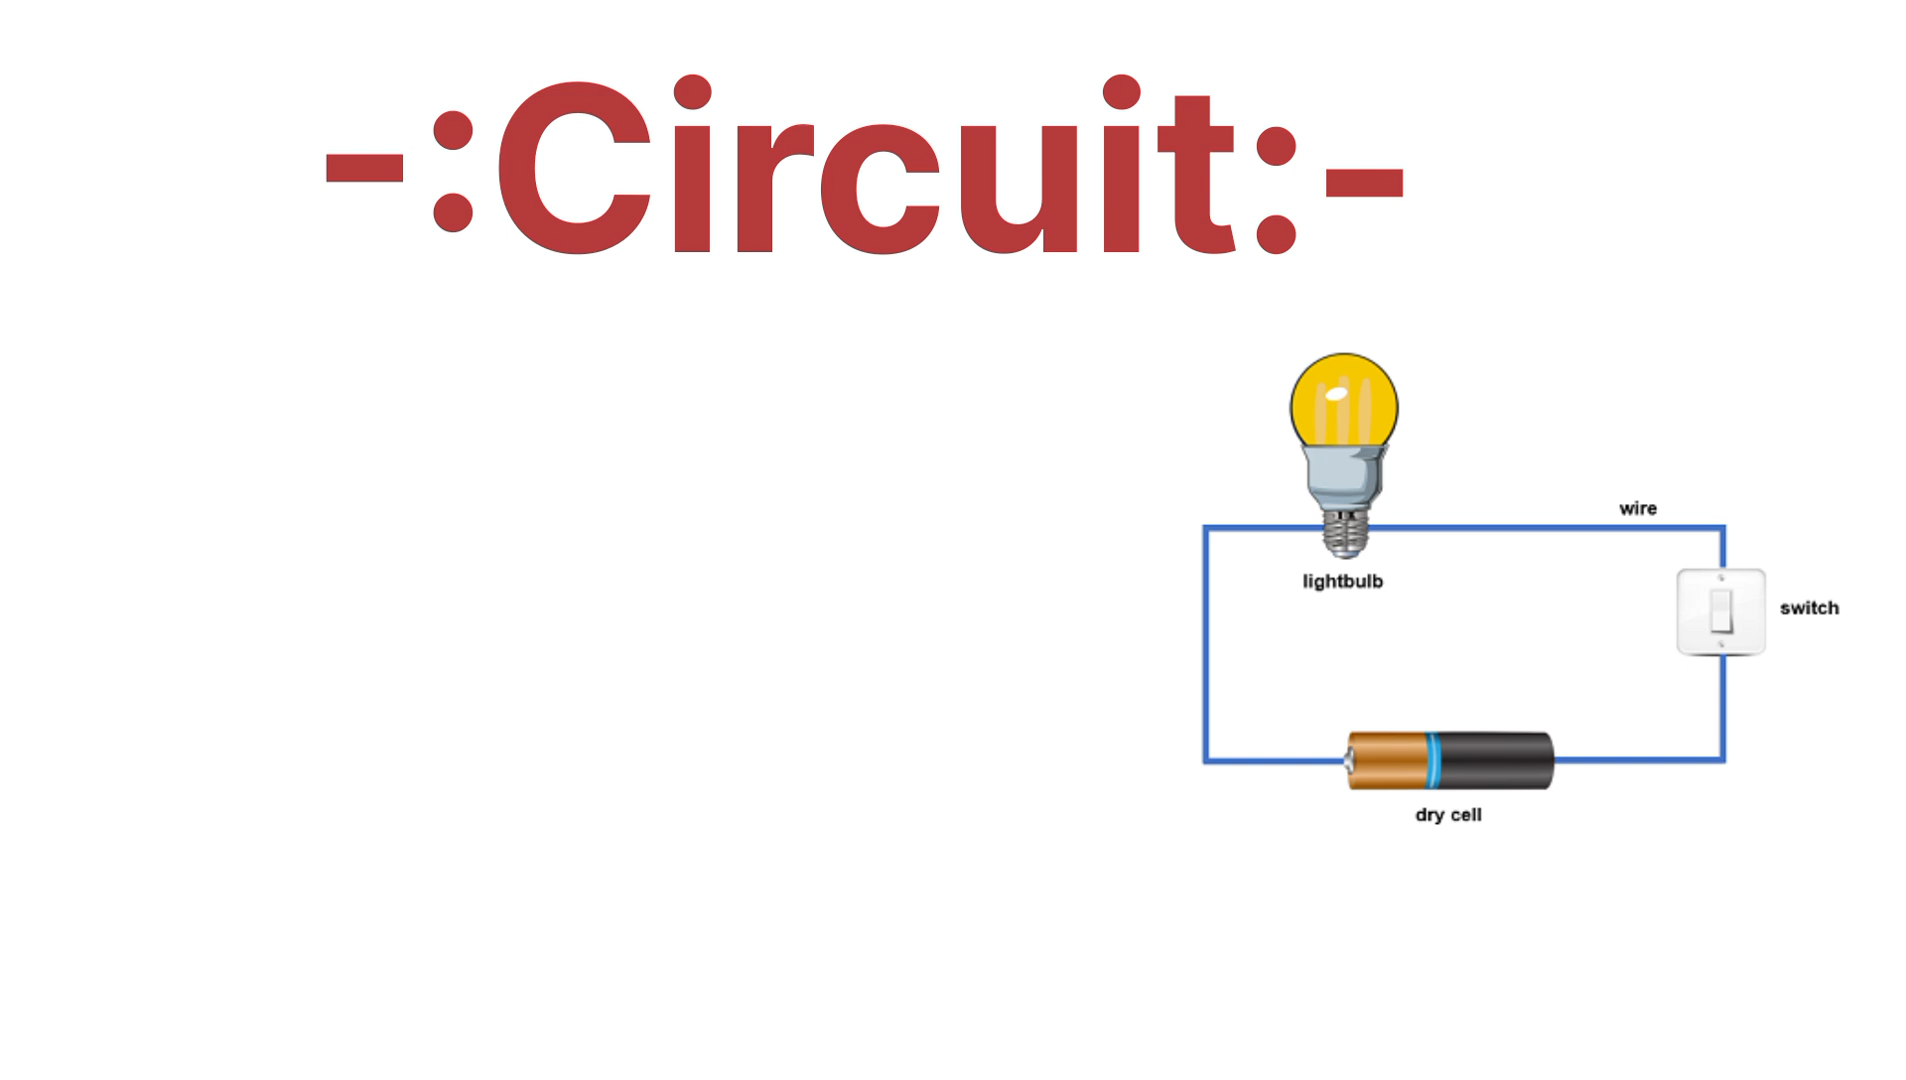 -:Circuit:-
wire
lightbulb
switch
dry cell